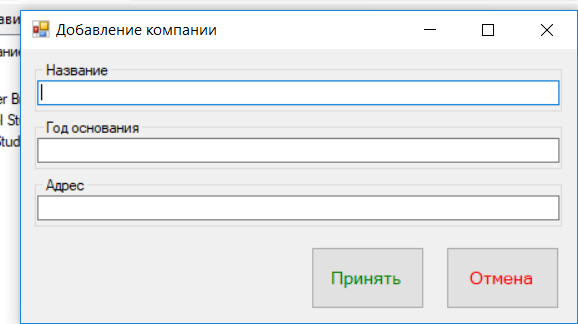 Добавление компании
Название
Год основания
Адрес
Принять
Отмена